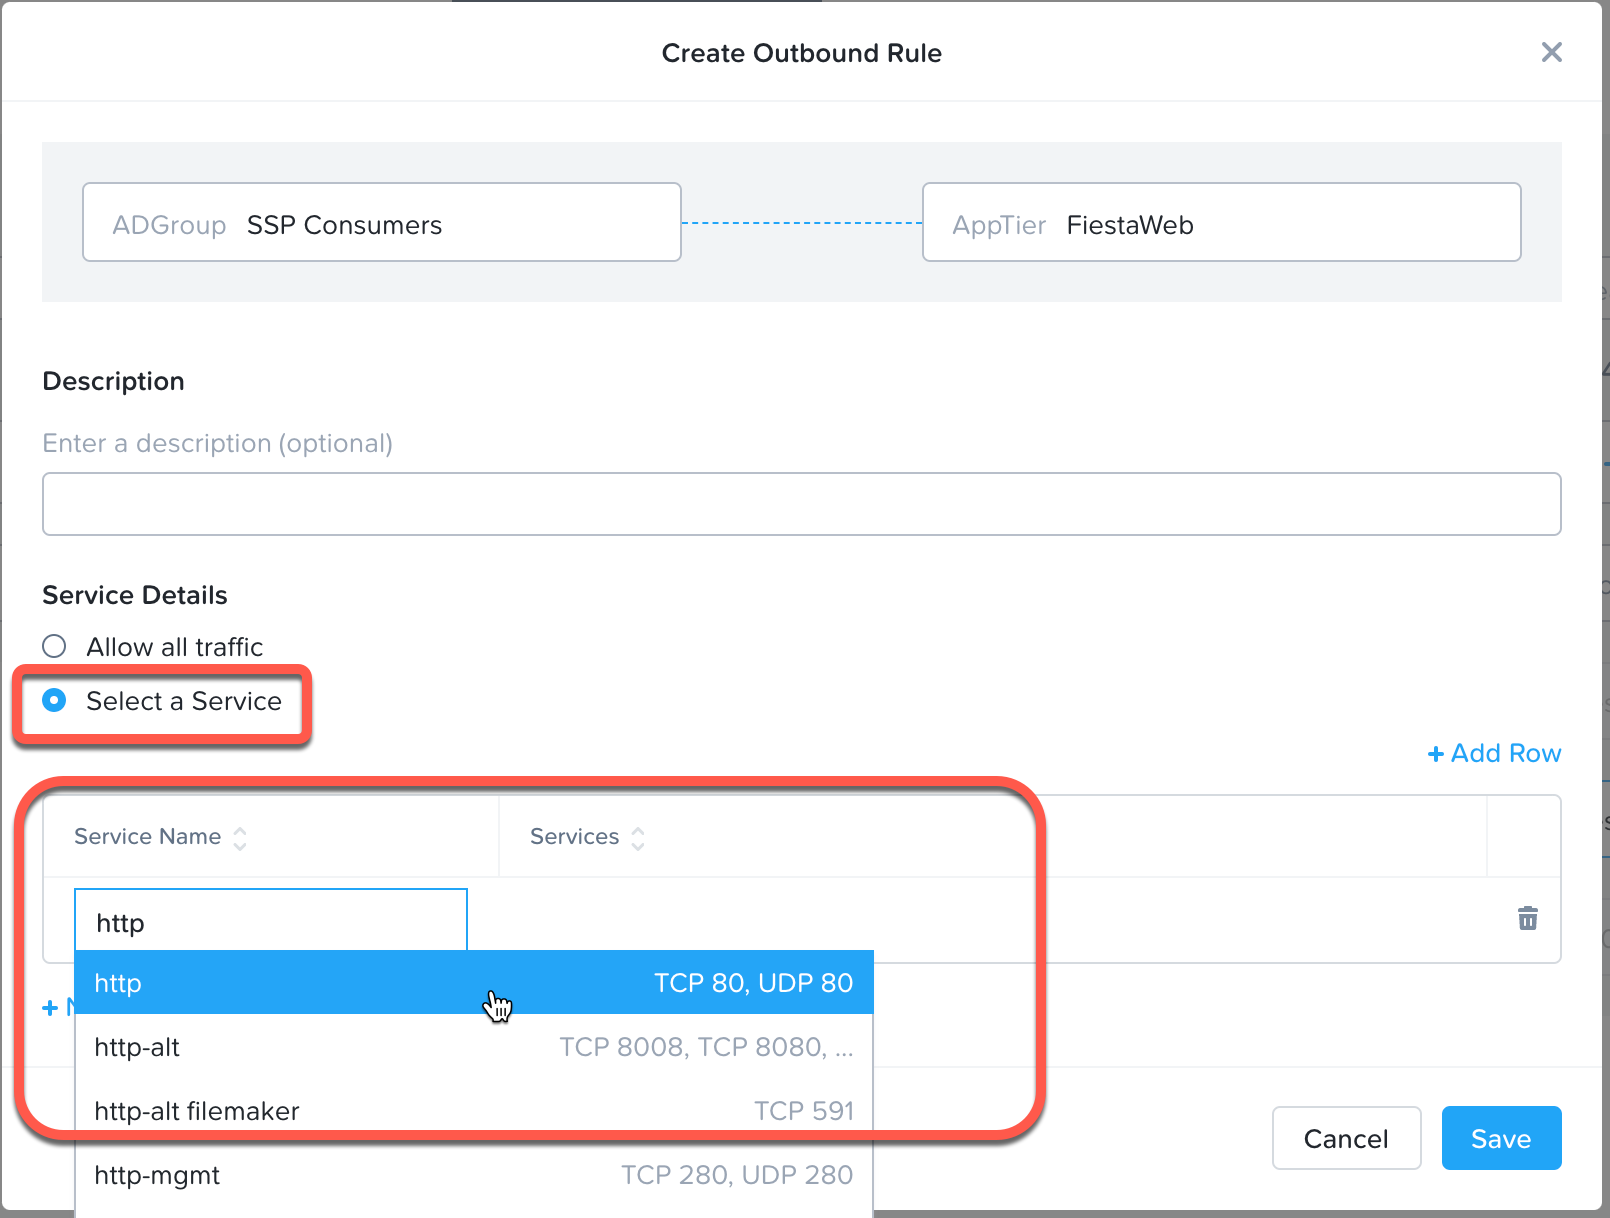 Create Outbound Rule
ADGroup SSP Consumers
AppTier FiestaWeb
Description
Enter a description (optional)
Service Details
Allow all traffic
Select a Service
+ Add Row
Service Name
Services
http
http TCP 80, UDP 80
http-alt TCP 8008, TCP 8080, ...
http-alt filemaker TCP 591
http-mgmt TCP 280, UDP 280
Cancel
Save